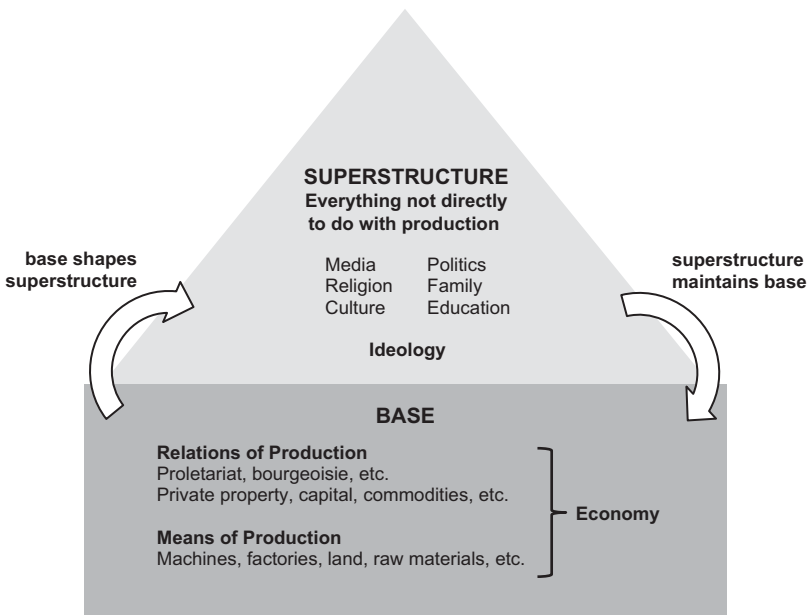 SUPERSTRUCTURE
Everything not directly
to do with production
Media
Politics
Religion
Family
Culture
Education
Ideology
base shapes
superstructure
superstructure
maintains base
BASE
Relations of Production
Proletariat, bourgeoisie, etc.
Private property, capital, commodities, etc.
Means of Production
Machines, factories, land, raw materials, etc.
Economy